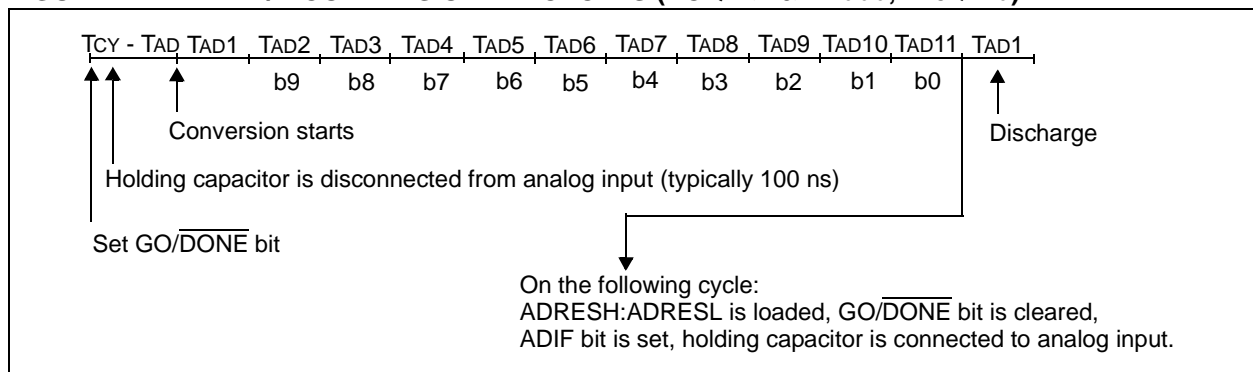 TCY - TAD TAD1 TAD2 TAD3 TAD4 TAD5 TAD6 TAD7 TAD8 TAD9 TAD10 TAD11 TAD1
b9 b8 b7 b6 b5 b4 b3 b2 b1 b0
Conversion starts
Discharge
Holding capacitor is disconnected from analog input (typically 100 ns)
Set GO/DONE bit
On the following cycle:
ADRESH:ADRESL is loaded, GO/DONE bit is cleared,
ADIF bit is set, holding capacitor is connected to analog input.